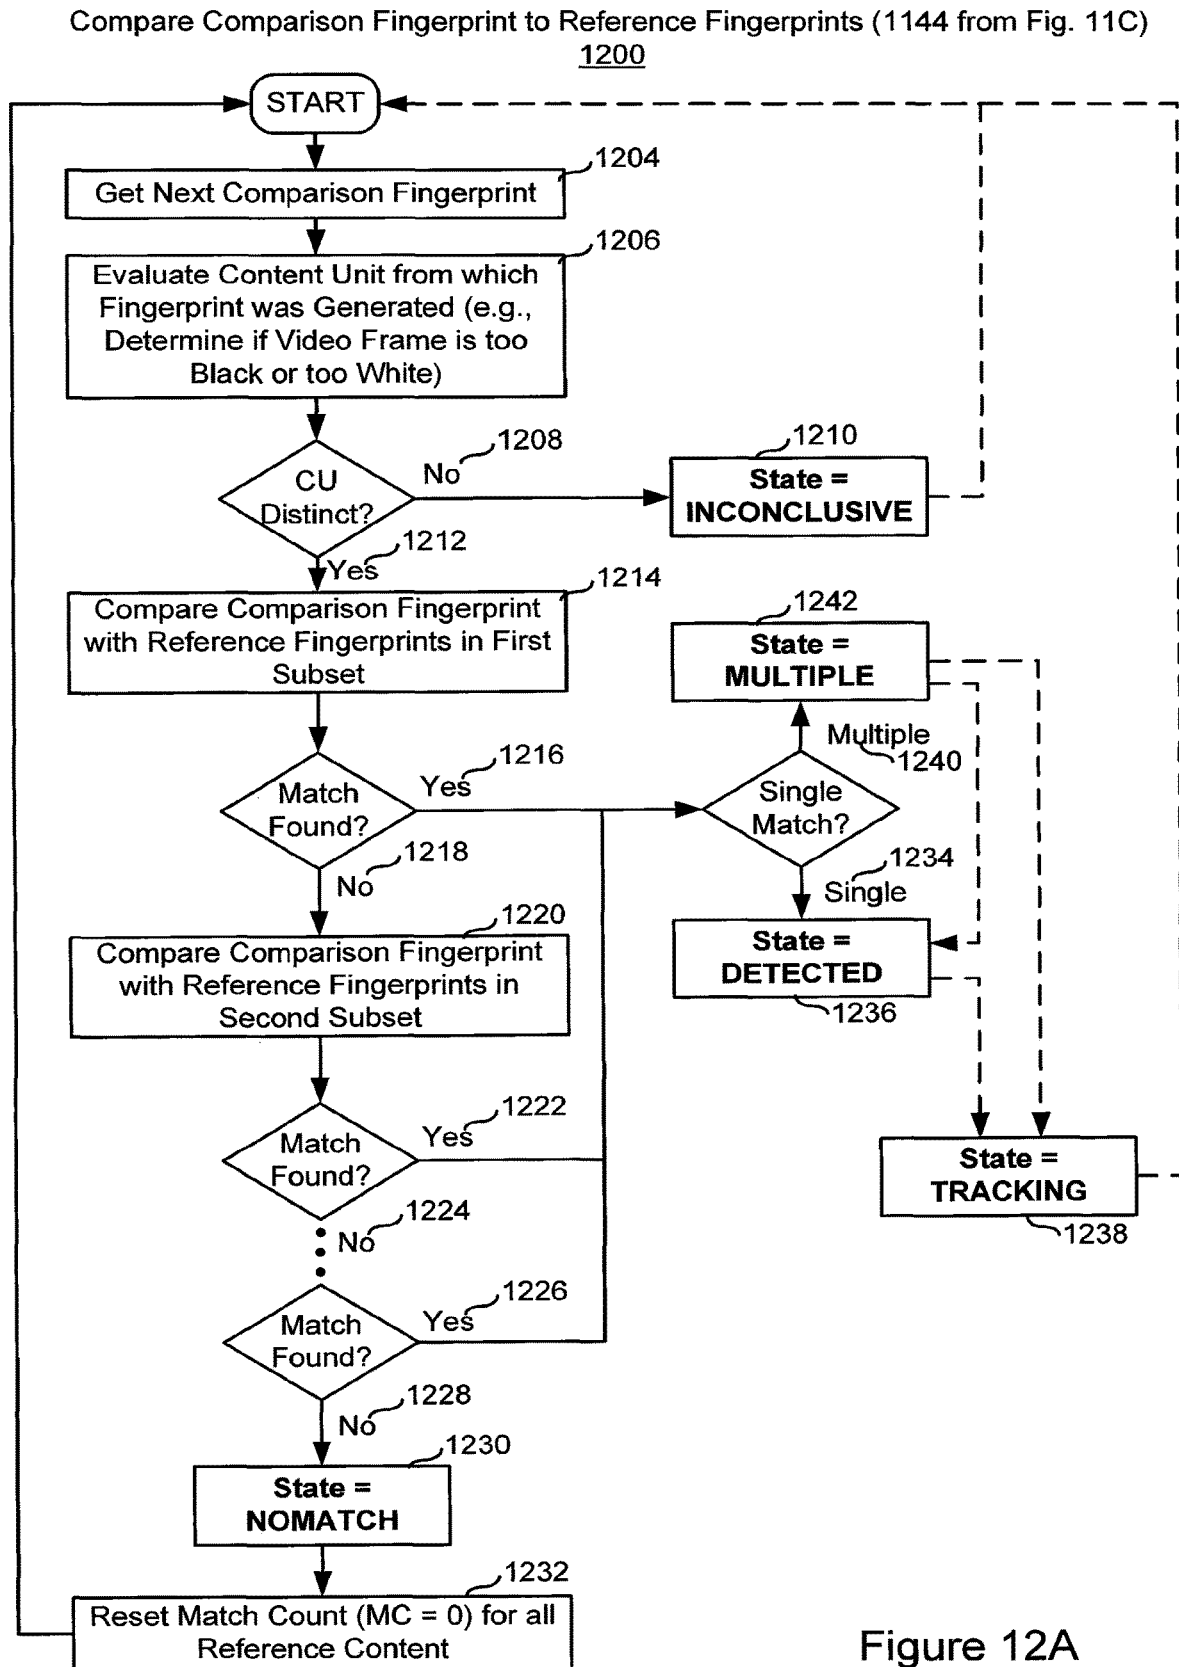 Compare Comparison Fingerprint to Reference Fingerprints (1144 from Fig. 11C)
1200
START
1204
Get Next Comparison Fingerprint
1206
Evaluate Content Unit from which
Fingerprint was Generated (e.g.,
Determine if Video Frame is too
Black or too White)
1208
No
CU
Distinct?
1210
State =
INCONCLUSIVE
1212
Yes
1214
Compare Comparison Fingerprint
with Reference Fingerprints in First
Subset
1242
State =
MULTIPLE
Multiple
1240
1216
Yes
Match
Found?
Single
Match?
1218
No
1234
Single
1220
Compare Comparison Fingerprint
with Reference Fingerprints in
Second Subset
State =
DETECTED
1236
1222
Yes
Match
Found?
State =
TRACKING
1238
1224
No
1226
Yes
Match
Found?
1228
No
1230
State =
NOMATCH
1232
Reset Match Count (MC = 0) for all
Reference Content
Figure 12A